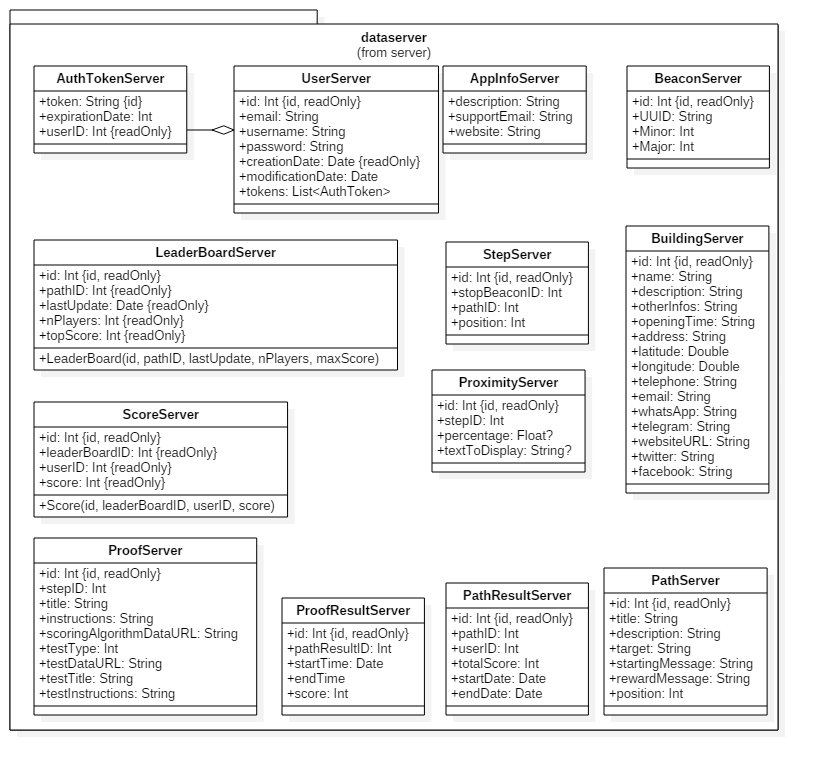 dataserver
(from server)
AuthTokenServer
+token: String {id}
+expirationDate: Int
+userID: Int {readOnly}
UserServer
+id: Int {id, readOnly}
+email: String
+username: String
+password: String
+creationDate: Date {readOnly}
+modificationDate: Date
+tokens: List<AuthToken>
AppInfoServer
+description: String
+supportEmail: String
+website: String
BeaconServer
+id: Int {id, readOnly}
+UUID: String
+Minor: Int
+Major: Int
LeaderBoardServer
+id: Int {id, readOnly}
+pathID: Int {readOnly}
+lastUpdate: Date {readOnly}
+nPlayers: Int {readOnly}
+topScore: Int {readOnly}
+LeaderBoard(id, pathID, lastUpdate, nPlayers, maxScore)
StepServer
+id: Int {id, readOnly}
+stopBeaconID: Int
+pathID: Int
+position: Int
BuildingServer
+id: Int {id, readOnly}
+name: String
+description: String
+otherInfos: String
+openingTime: String
+address: String
+latitude: Double
+longitude: Double
+telephone: String
+email: String
+whatsApp: String
+telegram: String
+websiteURL: String
+twitter: String
+facebook: String
ProximityServer
+id: Int {id, readOnly}
+stepID: Int
+percentage: Float?
+textToDisplay: String?
ScoreServer
+id: Int {id, readOnly}
+leaderBoardID: Int {readOnly}
+userID: Int {readOnly}
+score: Int {readOnly}
+Score(id, leaderBoardID, userID, score)
ProofServer
+id: Int {id, readOnly}
+stepID: Int
+title: String
+instructions: String
+scoringAlgorithmDataURL: String
+testType: Int
+testDataURL: String
+testTitle: String
+testInstructions: String
ProofResultServer
+id: Int {id, readOnly}
+pathResultID: Int
+startTime: Date
+endTime
+score: Int
PathResultServer
+id: Int {id, readOnly}
+pathID: Int
+userID: Int
+totalScore: Int
+startDate: Date
+endDate: Date
PathServer
+id: Int {id, readOnly}
+title: String
+description: String
+target: String
+startingMessage: String
+rewardMessage: String
+position: Int